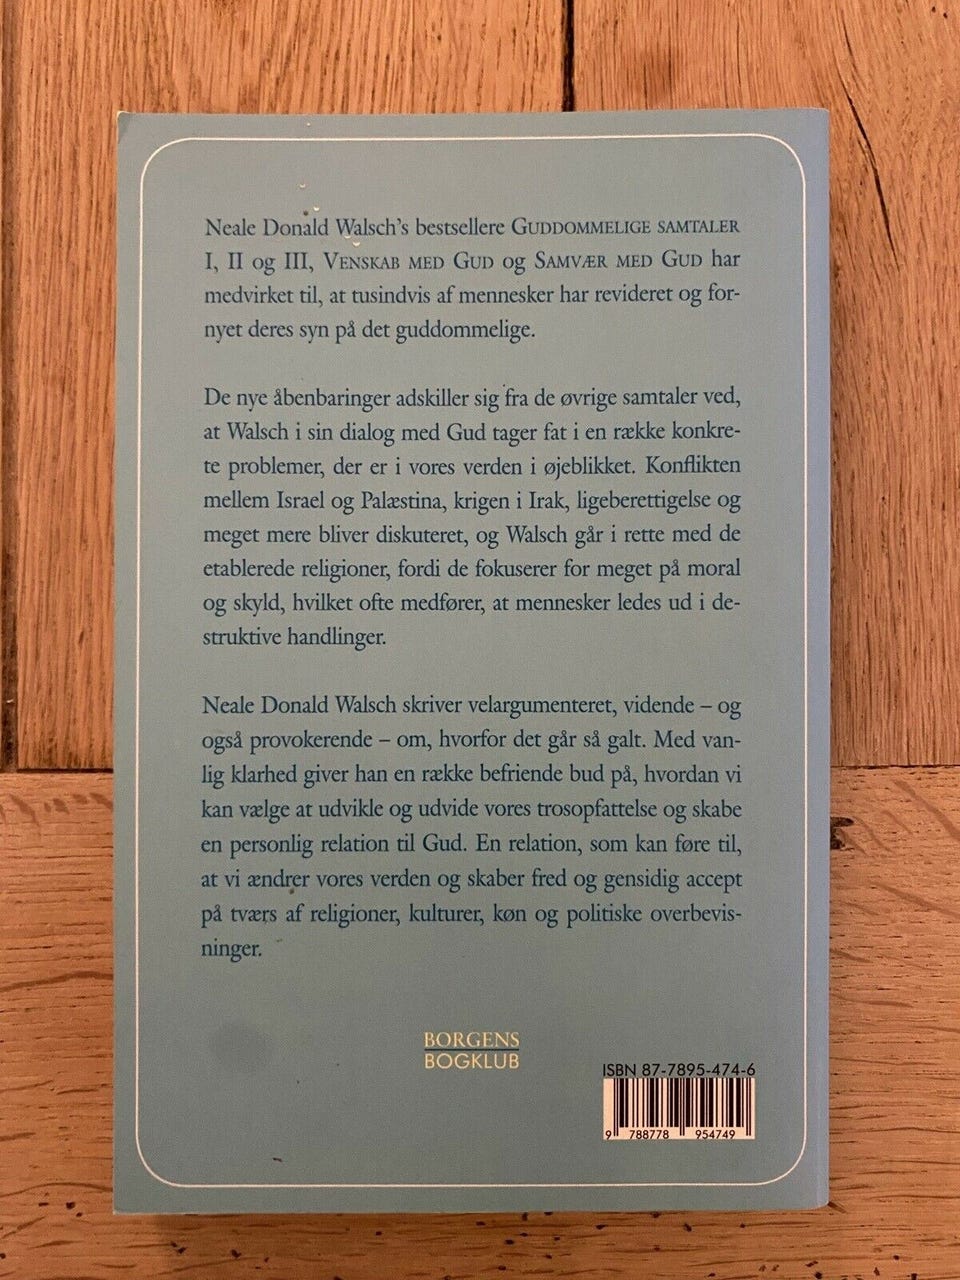 Neale Donald Walsch's bestsellere GUDDOMMELIGE SAMTALER
I, II og III, VENSKAB MED GUD og SAMVÆR MED GUD har
medvirket til, at tusindvis af mennesker har revideret og for-
nyet deres syn på det guddommelige.
De nye åbenbaringer adskiller sig fra de øvrige samtaler ved,
at Walsch i sin dialog med Gud tager fat i en række konkre-
te problemer, der er i vores verden i øjeblikket. Konflikten
mellem Israel og Palæstina, krigen i Irak, ligeberettigelse og
meget mere bliver diskuteret, og Walsch går i rette med de
etablerede religioner, fordi de fokuserer for meget på moral
og skyld, hvilket ofte medfører, at mennesker ledes ud i de-
struktive handlinger.
Neale Donald Walsch skriver velargumenteret, vidende – og
også provokerende – om, hvorfor det går så galt. Med van-
lig klarhed giver han en række befriende bud på, hvordan vi
kan vælge at udvikle og udvide vores trosopfattelse og skabe
en personlig relation til Gud. En relation, som kan føre til,
at vi ændrer vores verden og skaber fred og gensidig accept
på tværs af religioner, kulturer, køn og politiske overbevis-
ninger.
BORGENS
BOGKLUB
ISBN 87-7895-474-6
9 788778 954749